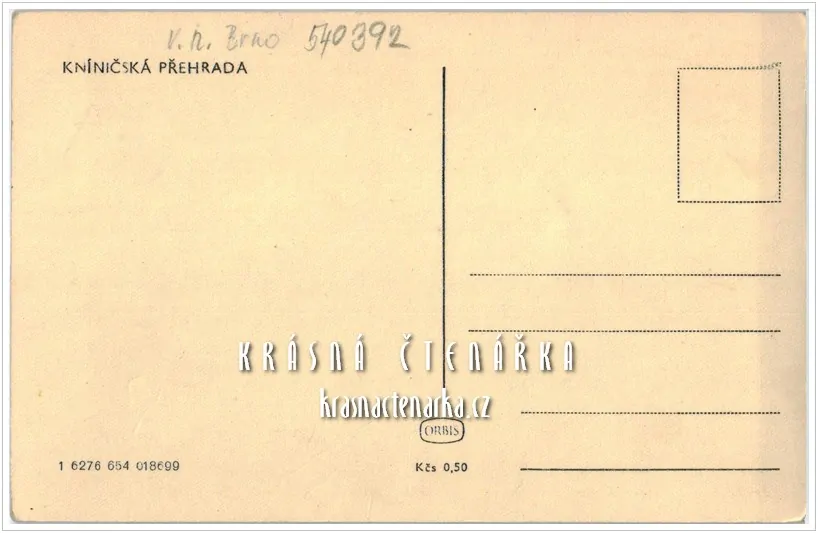 V. n. Brno 540392
KNÍNIČSKÁ PŘEHRADA
KRÁSNÁ ČTENÁŘKA
krasnactenarka.cz
ORBIS
1 6276 654 018699
Kčs 0,50